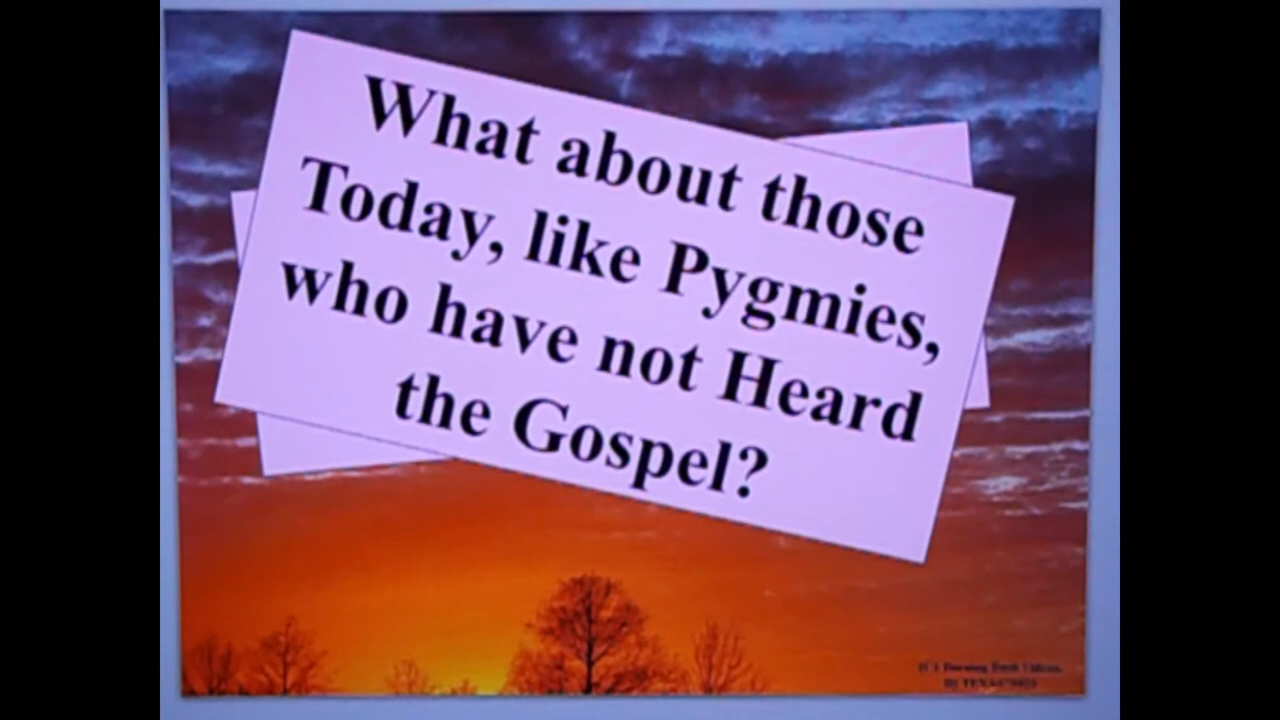 What about those
Today, like Pygmies,
who have not Heard
the Gospel?